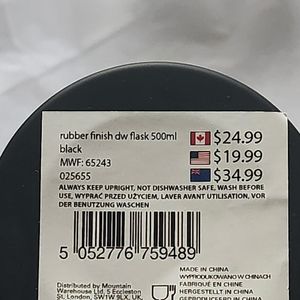 rubber finish dw flask 500ml
black
MWF: 65243
025655
$24.99
$19.99
$34.99
ALWAYS KEEP UPRIGHT, NOT DISHWASHER SAFE, WASH BEFORE
USE, WYPRAĆ PRZED UŻYCIEM, LAVER AVANT UTILISATION, VOR
DER BENUTZUNG WASCHEN
5 052776 759489
Distributed by Mountain
Warehouse Ltd, 5 Eccleston
St, London, SW1W 9LX, UK,
MADE IN CHINA
WYPRODUKOWANO W CHINACH
HERGESTELLT IN CHINA